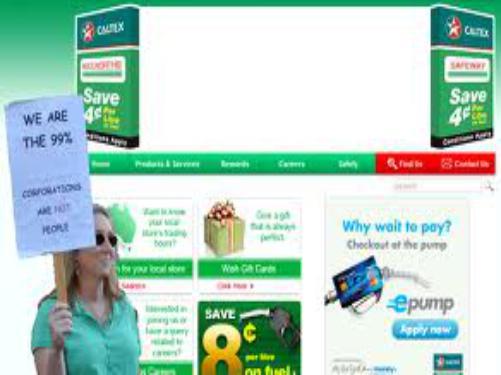 CALTEX
Save
4¢
Per
Litre
Conditions Apply
CALTEX
SAFEWAY
Save
4¢
Per
Litre
Conditions Apply
Home
Products & Services
Rewards
Careers
Safety
Find Us
Contact Us
WE ARE
THE 99%
CORPORATIONS
ARE NOT
PEOPLE
Want to know
your local
store's trading
hours?
h for your local store
Give a gift
that is always
perfect.
Wish Gift Cards
Click Here
Interested in
joining us or
have a query
related to
careers?
us Careers
SAVE
8¢
per litre
on fuel
Why wait to pay?
Checkout at the pump
epump
Apply now